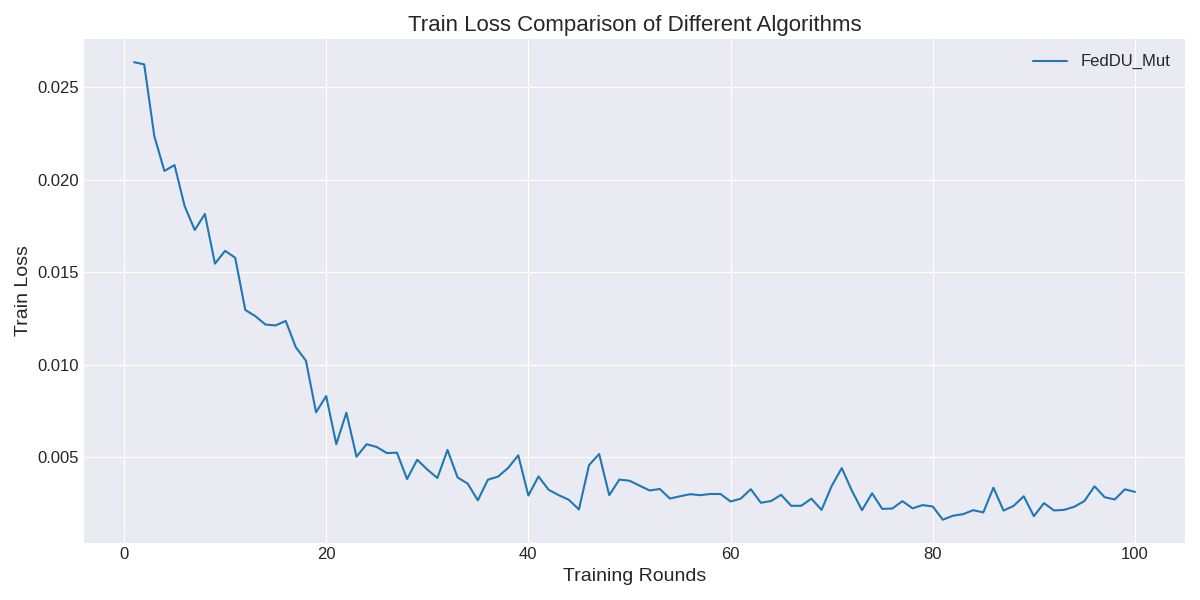 Train Loss Comparison of Different Algorithms
FedDU_Mut
0.025
0.020
0.015
0.010
0.005
Train Loss
0 20 40 60 80 100
Training Rounds